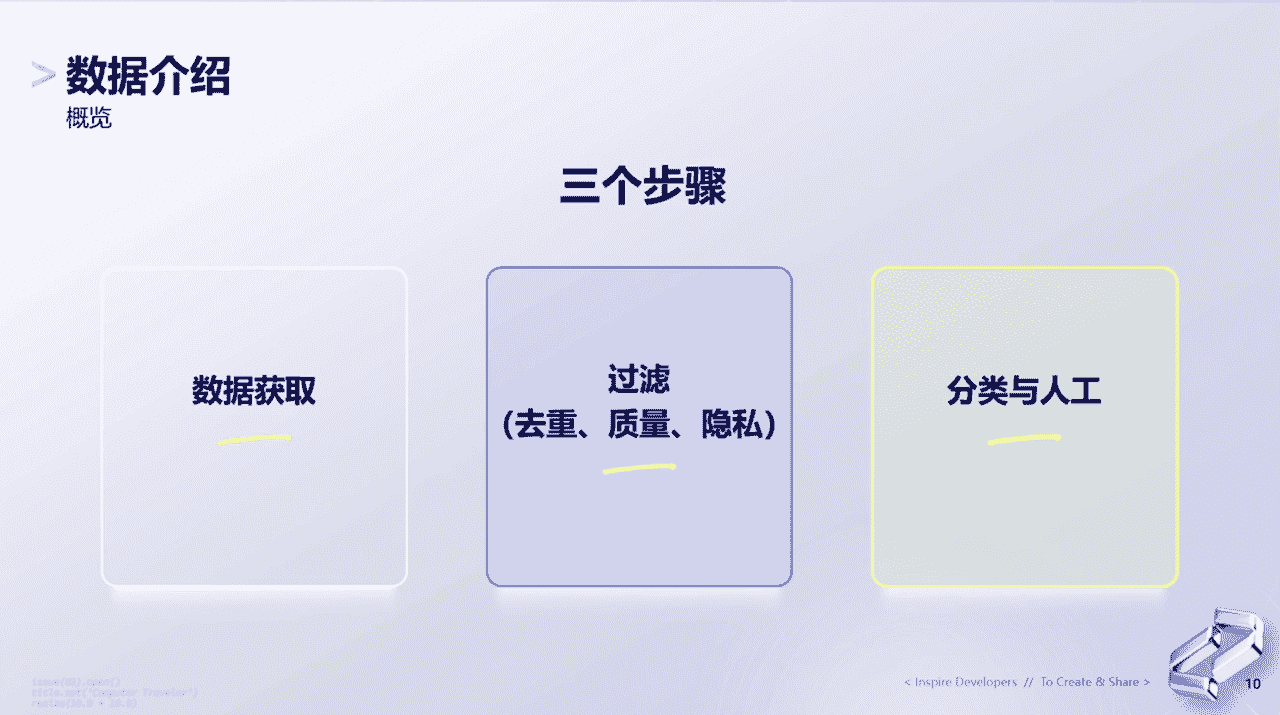 > 数据介绍
概览
三个步骤
数据获取
过滤
（去重、质量、隐私）
分类与人工
< Inspire Developers // To Create & Share >
10